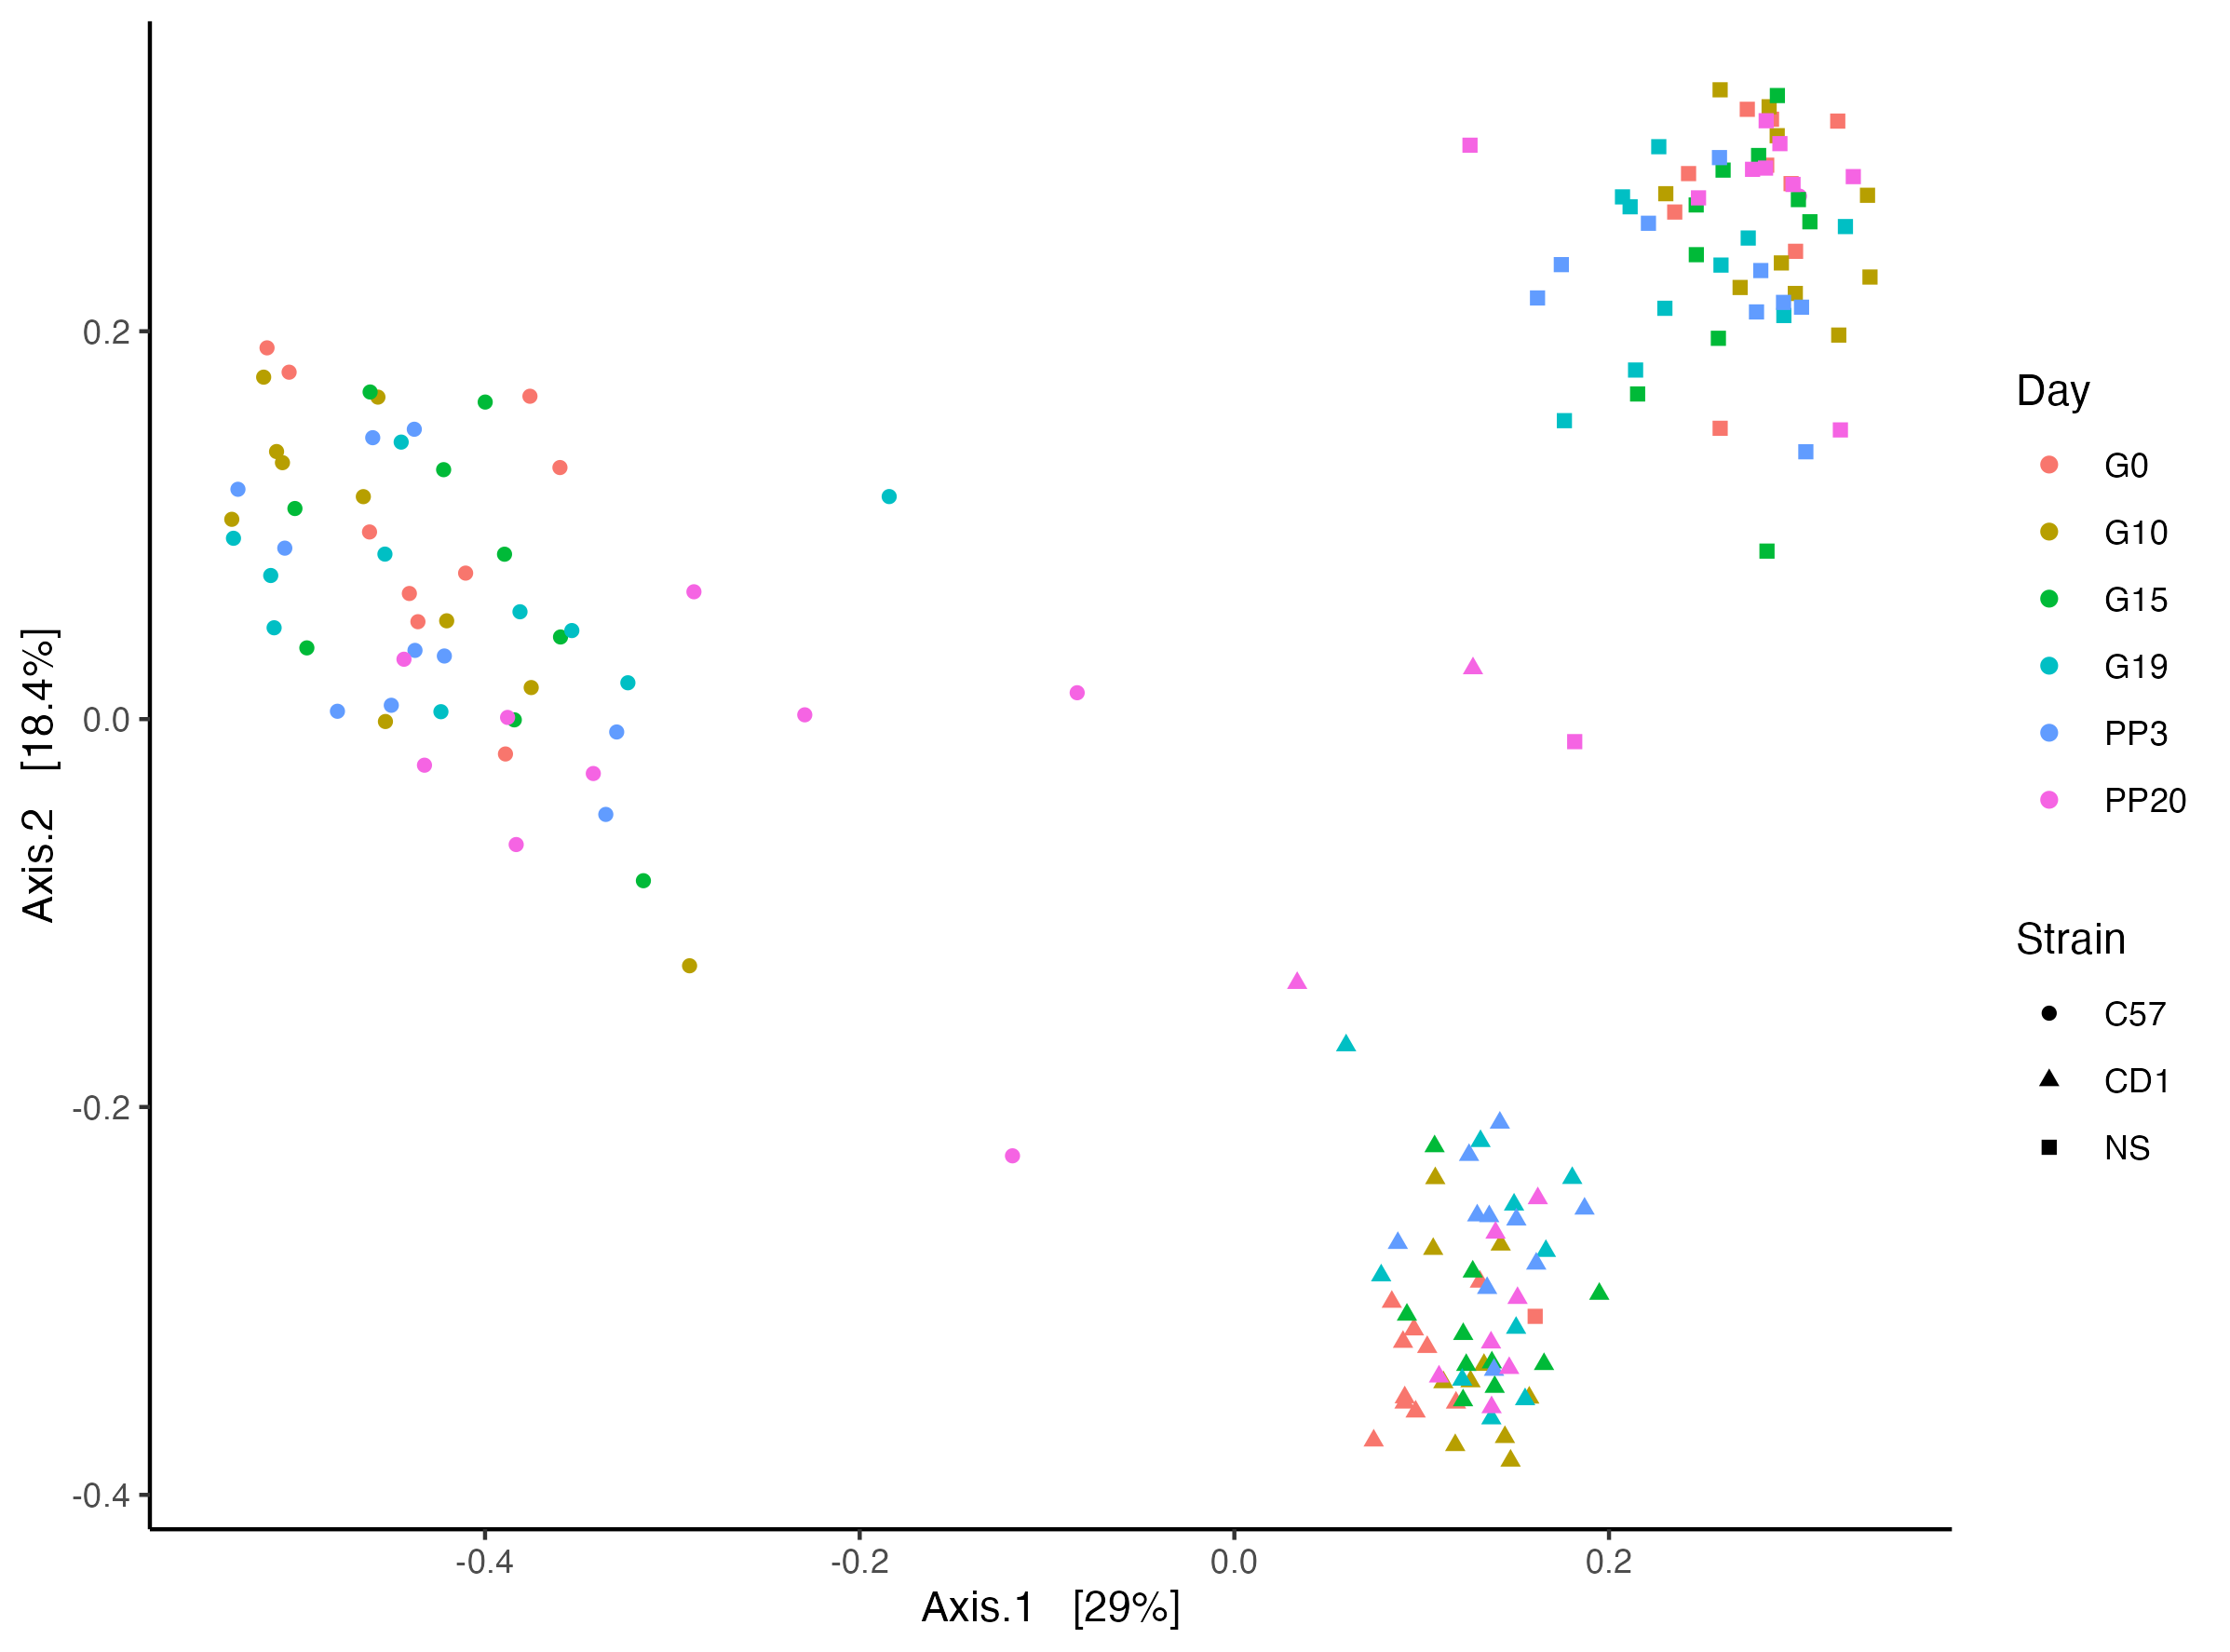 0.2
0.0
-0.2
-0.4
Axis.2 [18.4%]
-0.4 -0.2 0.0 0.2
Axis.1 [29%]
Day
G0
G10
G15
G19
PP3
PP20
Strain
C57
CD1
NS